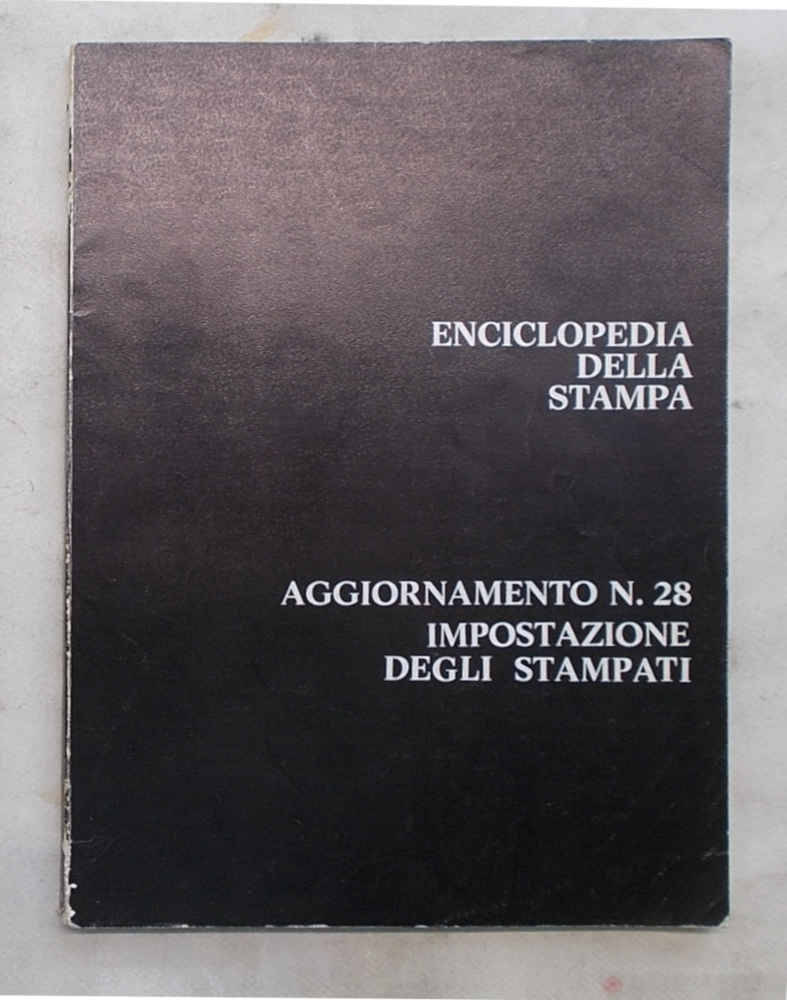 ENCICLOPEDIA
DELLA
STAMPA
AGGIORNAMENTO N. 28
IMPOSTAZIONE
DEGLI STAMPATI